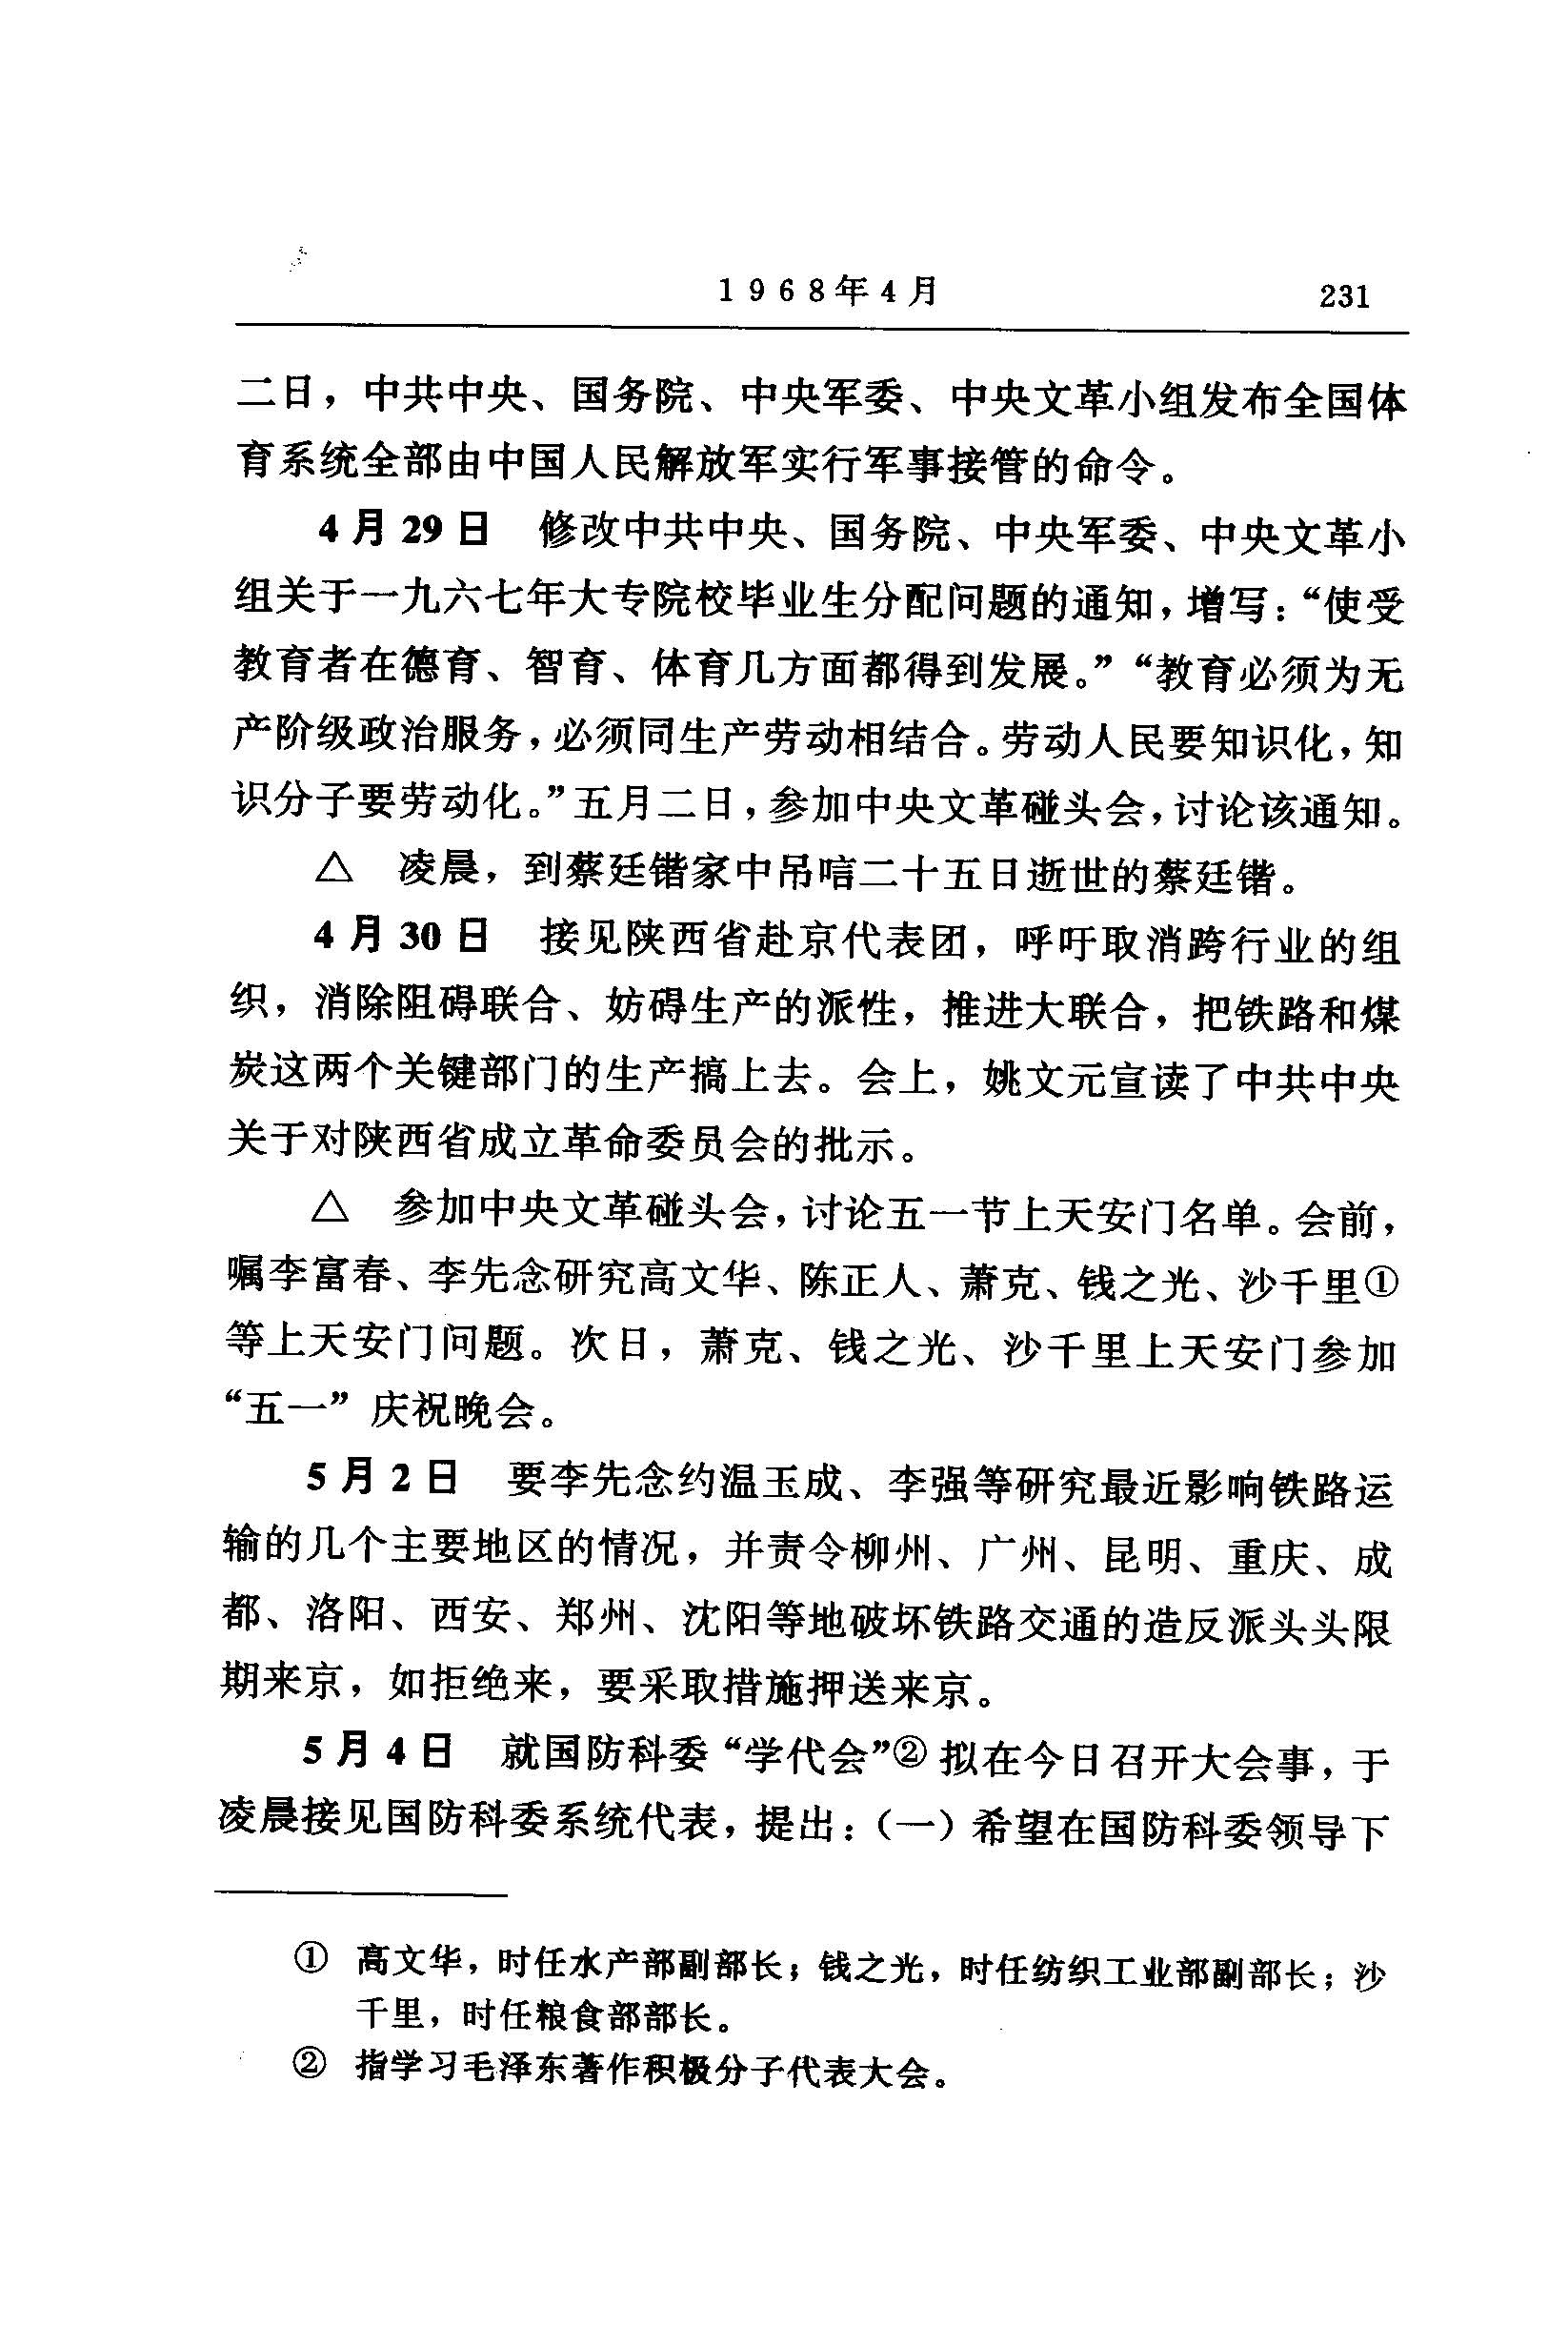 1968年4月 231
二日，中共中央、国务院、中央军委、中央文革小组发布全国体
育系统全部由中国人民解放军实行军事接管的命令。
4月29日 修改中共中央、国务院、中央军委、中央文革小
组关于一九六七年大专院校毕业生分配问题的通知，增写：“使受
教育者在德育、智育、体育几方面都得到发展。”“教育必须为无
产阶级政治服务，必须同生产劳动相结合。劳动人民要知识化，知
识分子要劳动化。”五月二日，参加中央文革碰头会，讨论该通知。
△ 凌晨，到蔡廷锴家中吊唁二十五日逝世的蔡廷锴。
4月30日 接见陕西省赴京代表团，呼吁取消跨行业的组
织，消除阻碍联合、妨碍生产的派性，推进大联合，把铁路和煤
炭这两个关键部门的生产搞上去。会上，姚文元宣读了中共中央
关于对陕西省成立革命委员会的批示。
△ 参加中央文革碰头会，讨论五一节上天安门名单。会前，
嘱李富春、李先念研究高文华、陈正人、萧克、钱之光、沙千里①
等上天安门问题。次日，萧克、钱之光、沙千里上天安门参加
“五一”庆祝晚会。
5月2日 要李先念约温玉成、李强等研究最近影响铁路运
输的几个主要地区的情况，并责令柳州、广州、昆明、重庆、成
都、洛阳、西安、郑州、沈阳等地破坏铁路交通的造反派头头限
期来京，如拒绝来，要采取措施押送来京。
5月4日 就国防科委“学代会”②拟在今日召开大会事，于
凌晨接见国防科委系统代表，提出：（一）希望在国防科委领导下
① 高文华，时任水产部副部长；钱之光，时任纺织工业部副部长；沙
千里，时任粮食部部长。
② 指学习毛泽东著作积极分子代表大会。